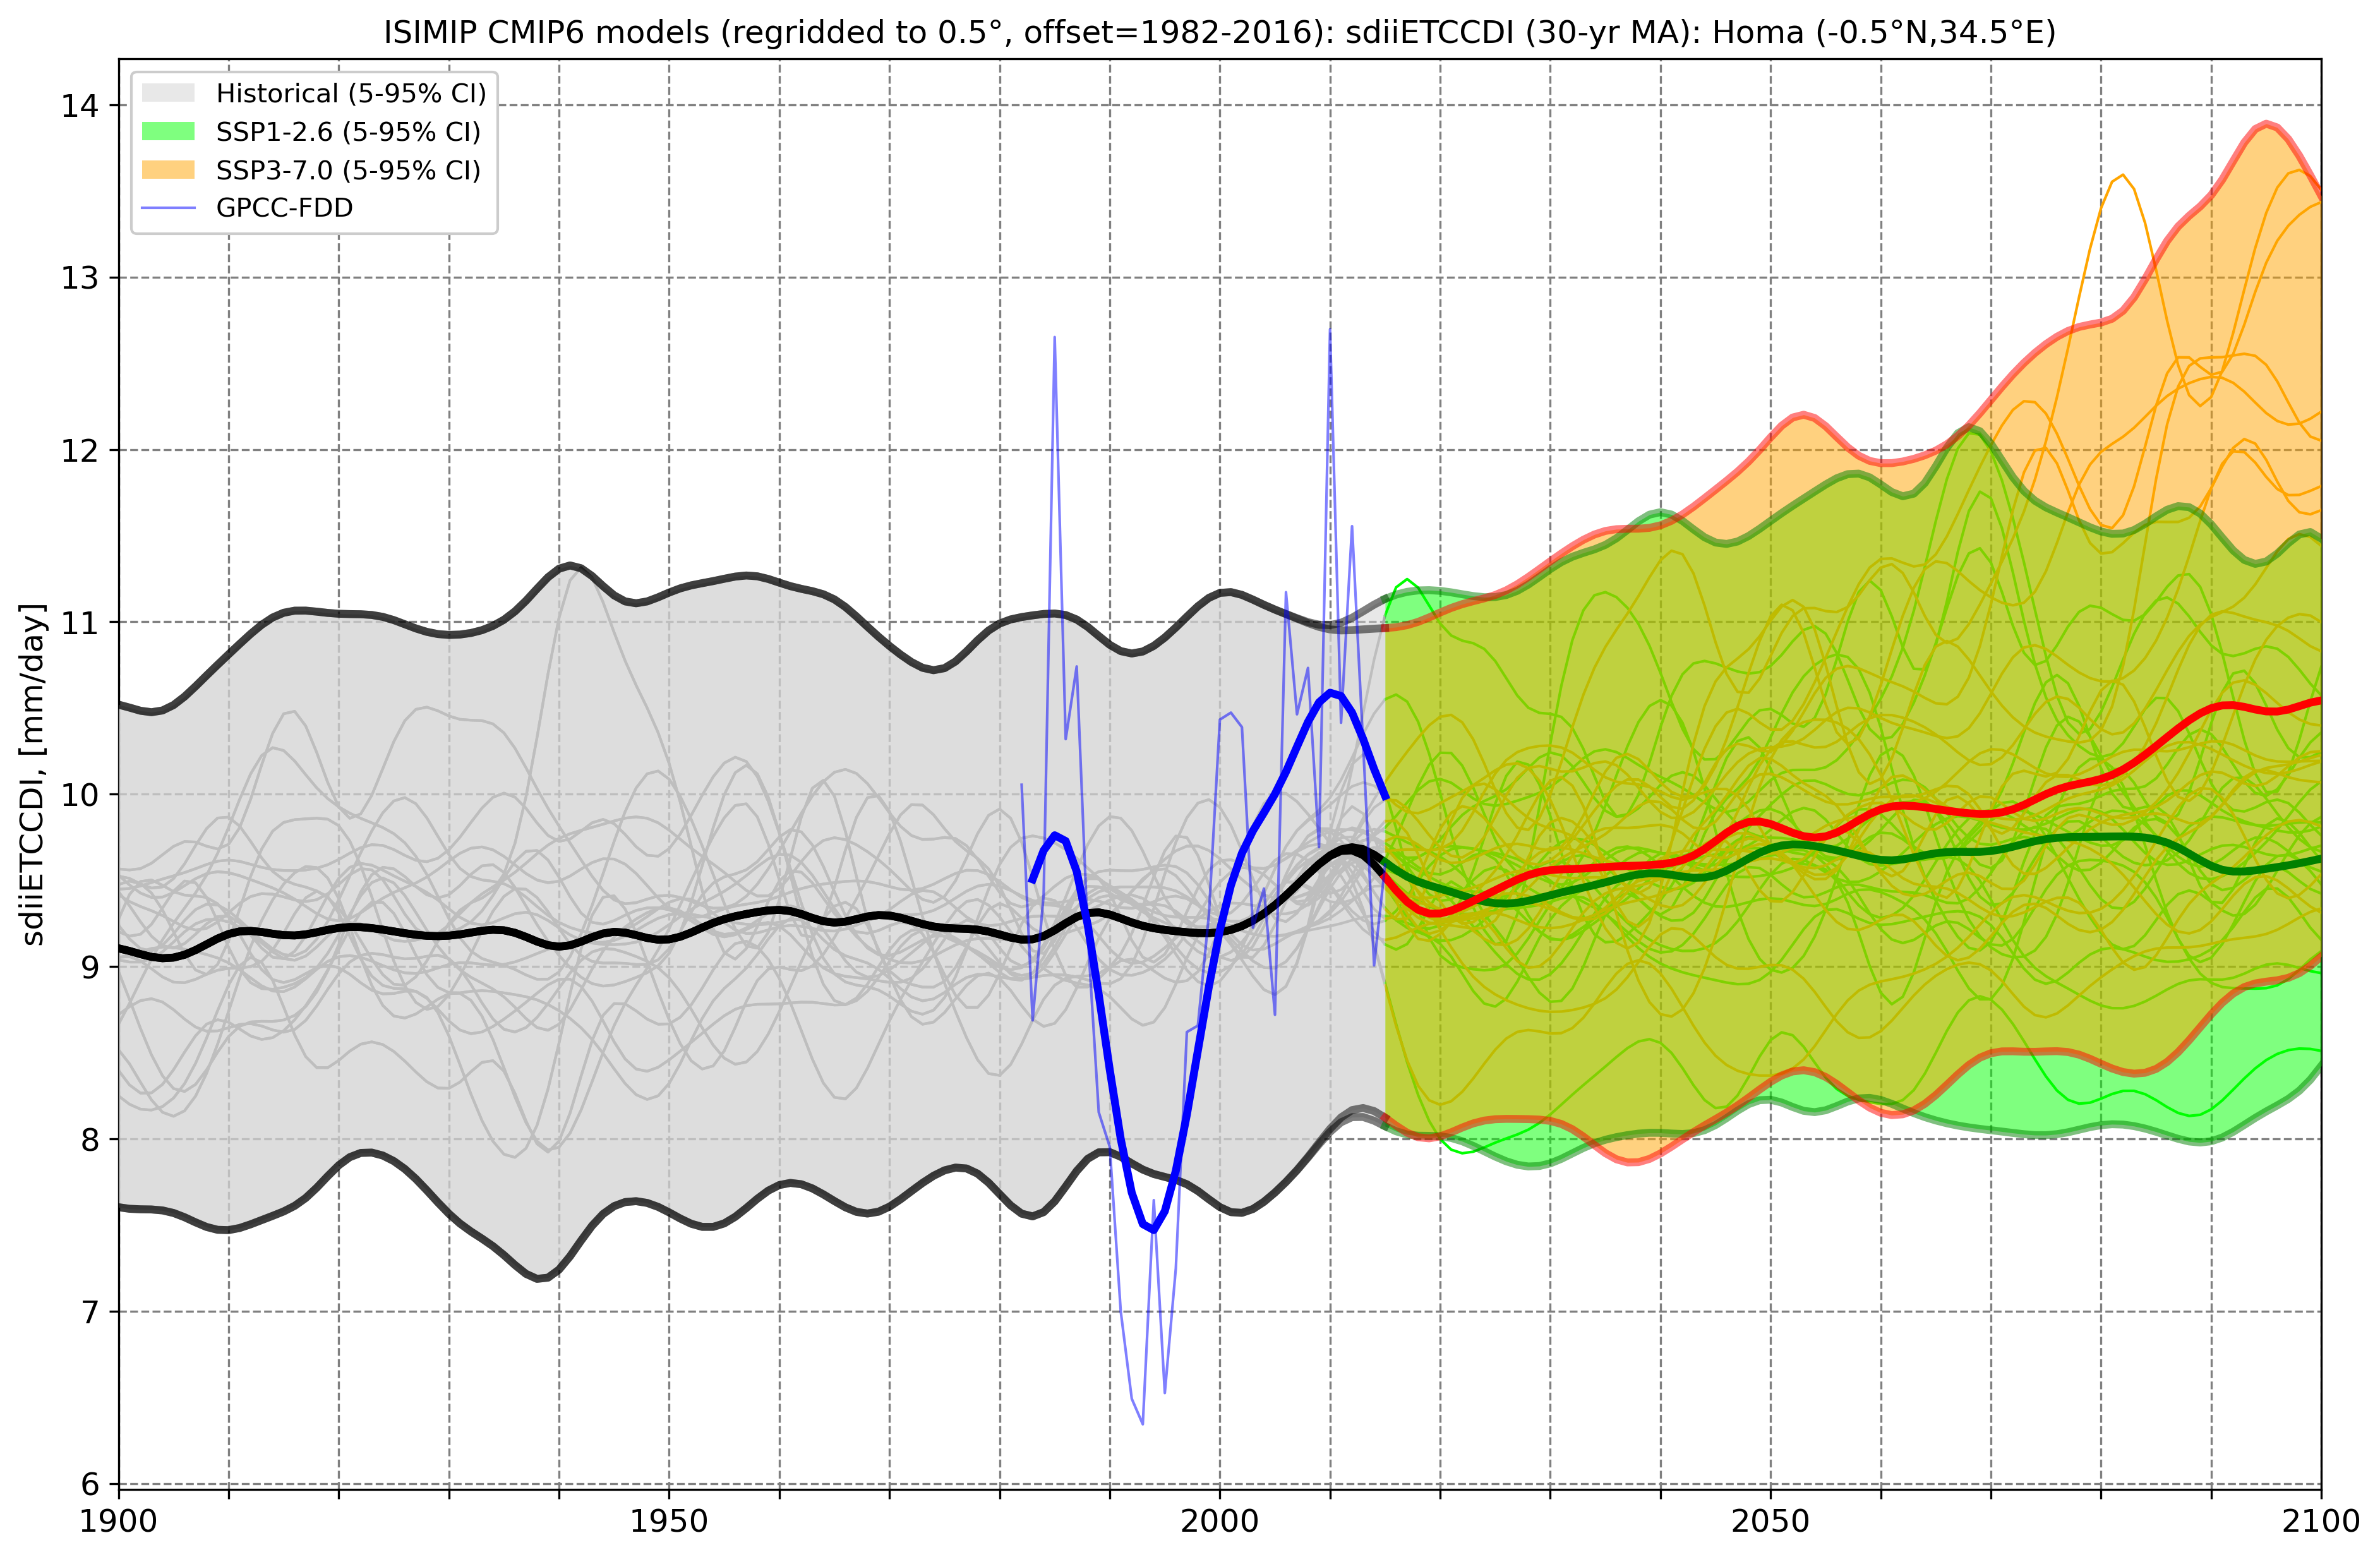 ISIMIP CMIP6 models (regridded to 0.5°, offset=1982-2016): sdiiETCCDI (30-yr MA): Homa (-0.5°N,34.5°E)
Historical (5-95% CI)
SSP1-2.6 (5-95% CI)
SSP3-7.0 (5-95% CI)
GPCC-FDD
sdiiETCCDI, [mm/day]
14
13
12
11
10
9
8
7
6
1900
1950
2000
2050
2100